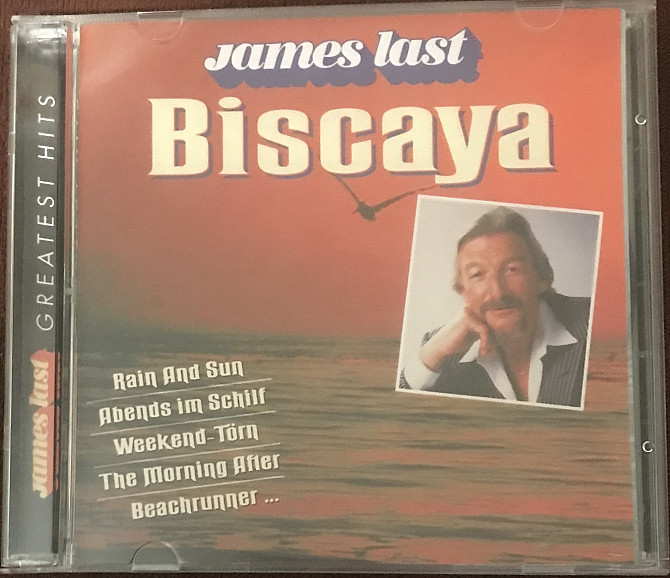 james last
Biscaya
Rain And Sun
Abends im Schilf
Weekend-Törn
The Morning After
Beachrunner ...
james last GREATEST HITS